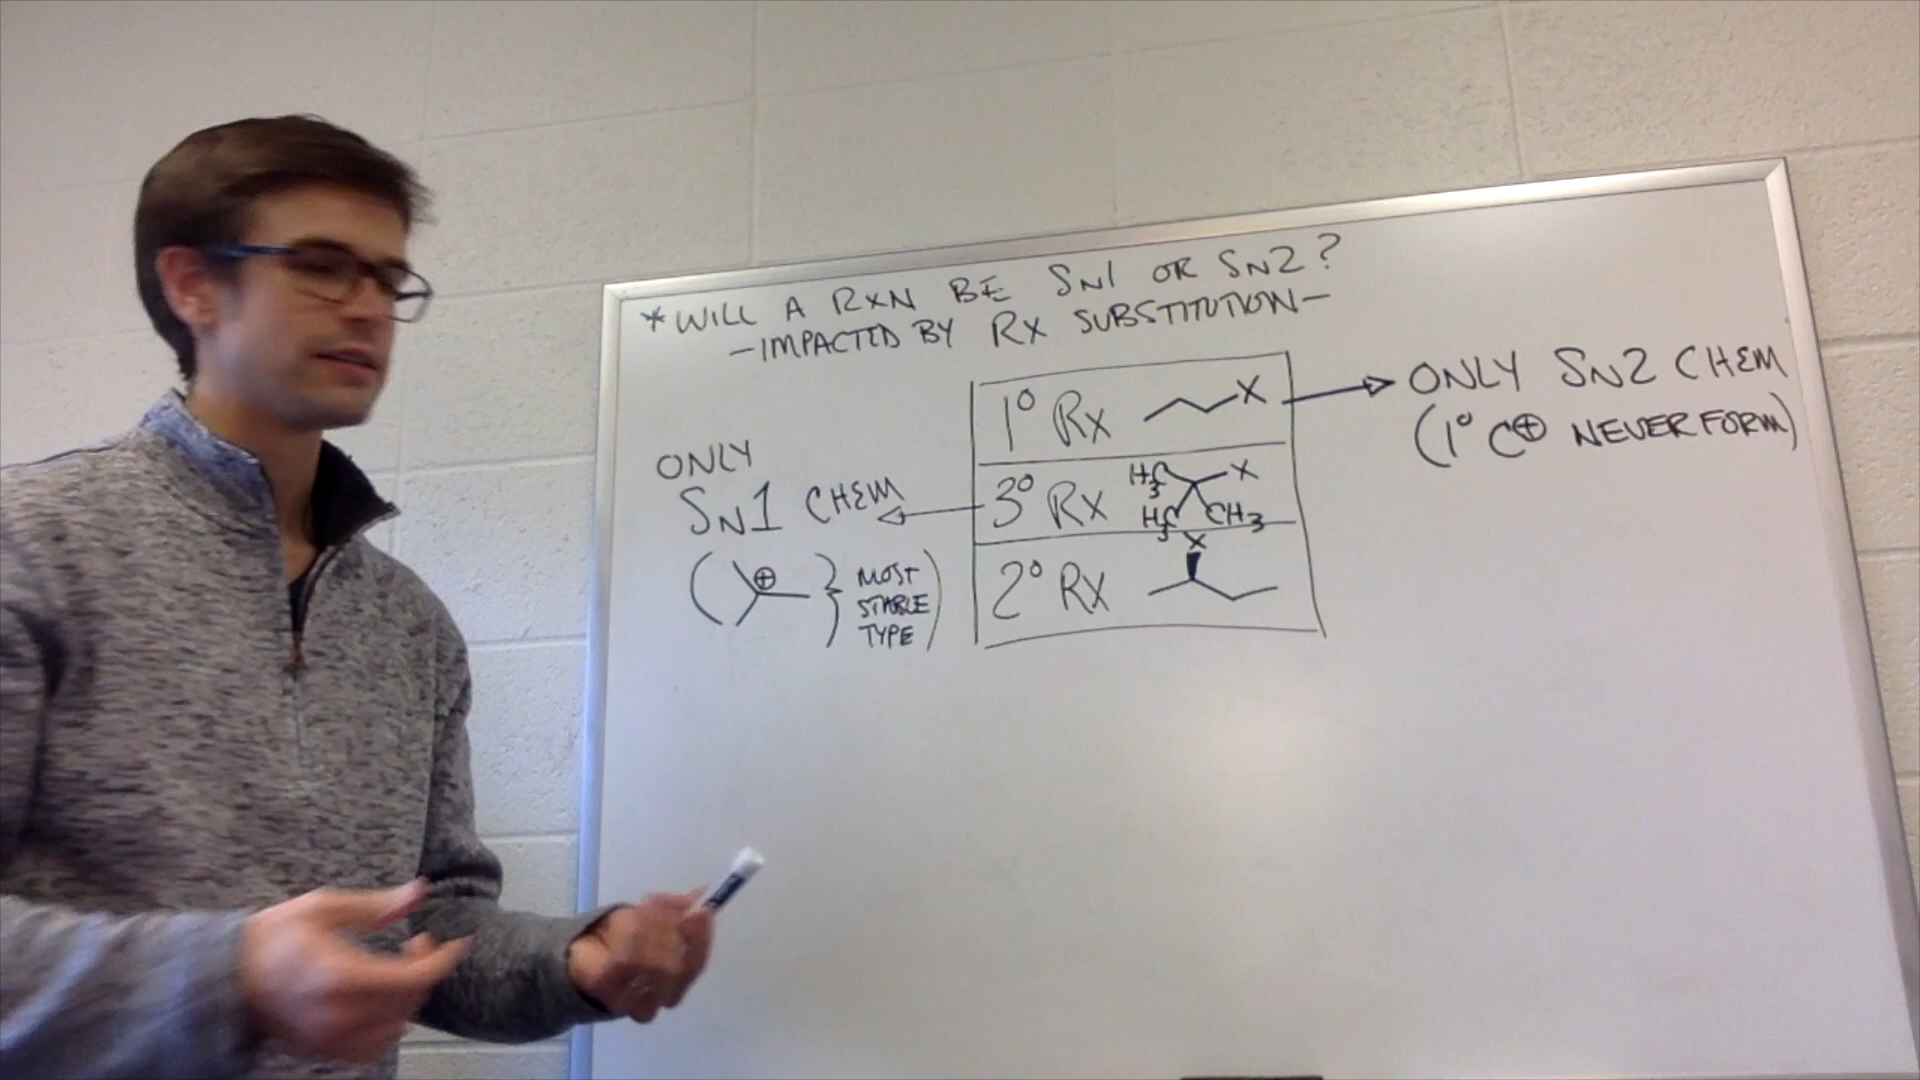 *WILL A RXN BE SN1 OR SN2?
-IMPACTED BY RX SUBSTITUTION-
1° RX X
ONLY SN2 CHEM
(1° C⊕ NEVER FORM)
3° RX H3C X
H3C CH3
ONLY
SN1 CHEM
(⊕} MOST
STABLE
TYPE)
2° RX X